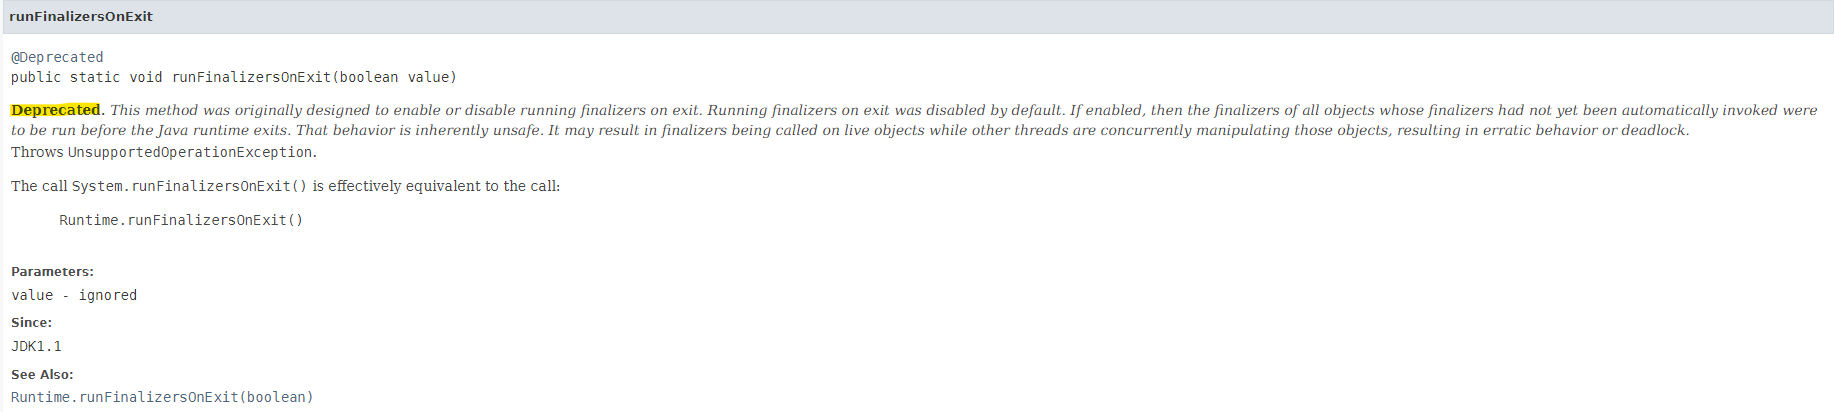 runFinalizersOnExit
@Deprecated
public static void runFinalizersOnExit(boolean value)
Deprecated. This method was originally designed to enable or disable running finalizers on exit. Running finalizers on exit was disabled by default. If enabled, then the finalizers of all objects whose finalizers had not yet been automatically invoked were
to be run before the Java runtime exits. That behavior is inherently unsafe. It may result in finalizers being called on live objects while other threads are concurrently manipulating those objects, resulting in erratic behavior or deadlock.
Throws UnsupportedOperationException.
The call System.runFinalizersOnExit() is effectively equivalent to the call:
Runtime.runFinalizersOnExit()
Parameters:
value - ignored
Since:
JDK1.1
See Also:
Runtime.runFinalizersOnExit(boolean)